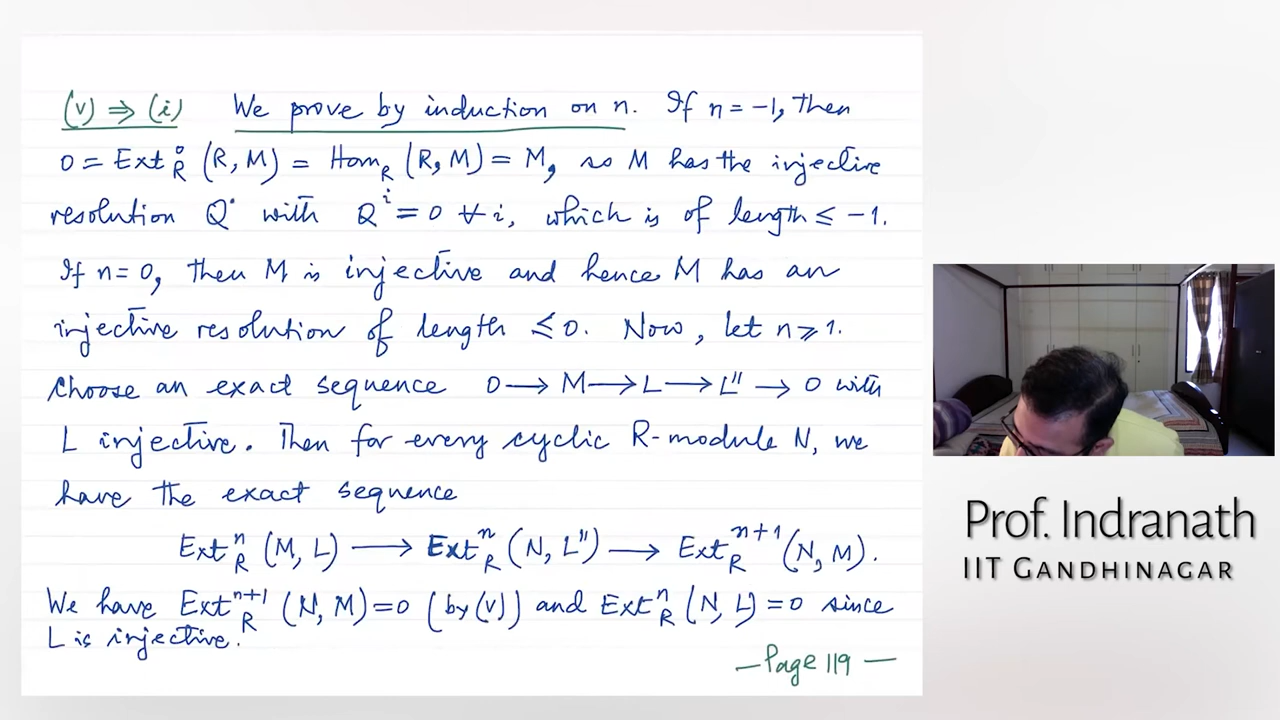 (v) ⇒ (i) We prove by induction on n. If n = -1, then
0 = Ext⁰_R (R, M) = Hom_R (R, M) = M, so M has the injective
resolution Q^• with Q^i = 0 ∀ i, which is of length ≤ -1.
If n = 0, then M is injective and hence M has an
injective resolution of length ≤ 0. Now, let n ⩾ 1.
Choose an exact sequence 0 → M → L → L'' → 0 with
L injective. Then for every cyclic R-module N, we
have the exact sequence
Ext^n_R (M, L) → Ext^n_R (N, L'') → Ext^{n+1}_R (N, M).
We have Ext^{n+1}_R (N, M) = 0 (by (v)) and Ext^n_R (N, L) = 0 since
L is injective.
— Page 119 —
Prof. Indranath
IIT GANDHINAGAR